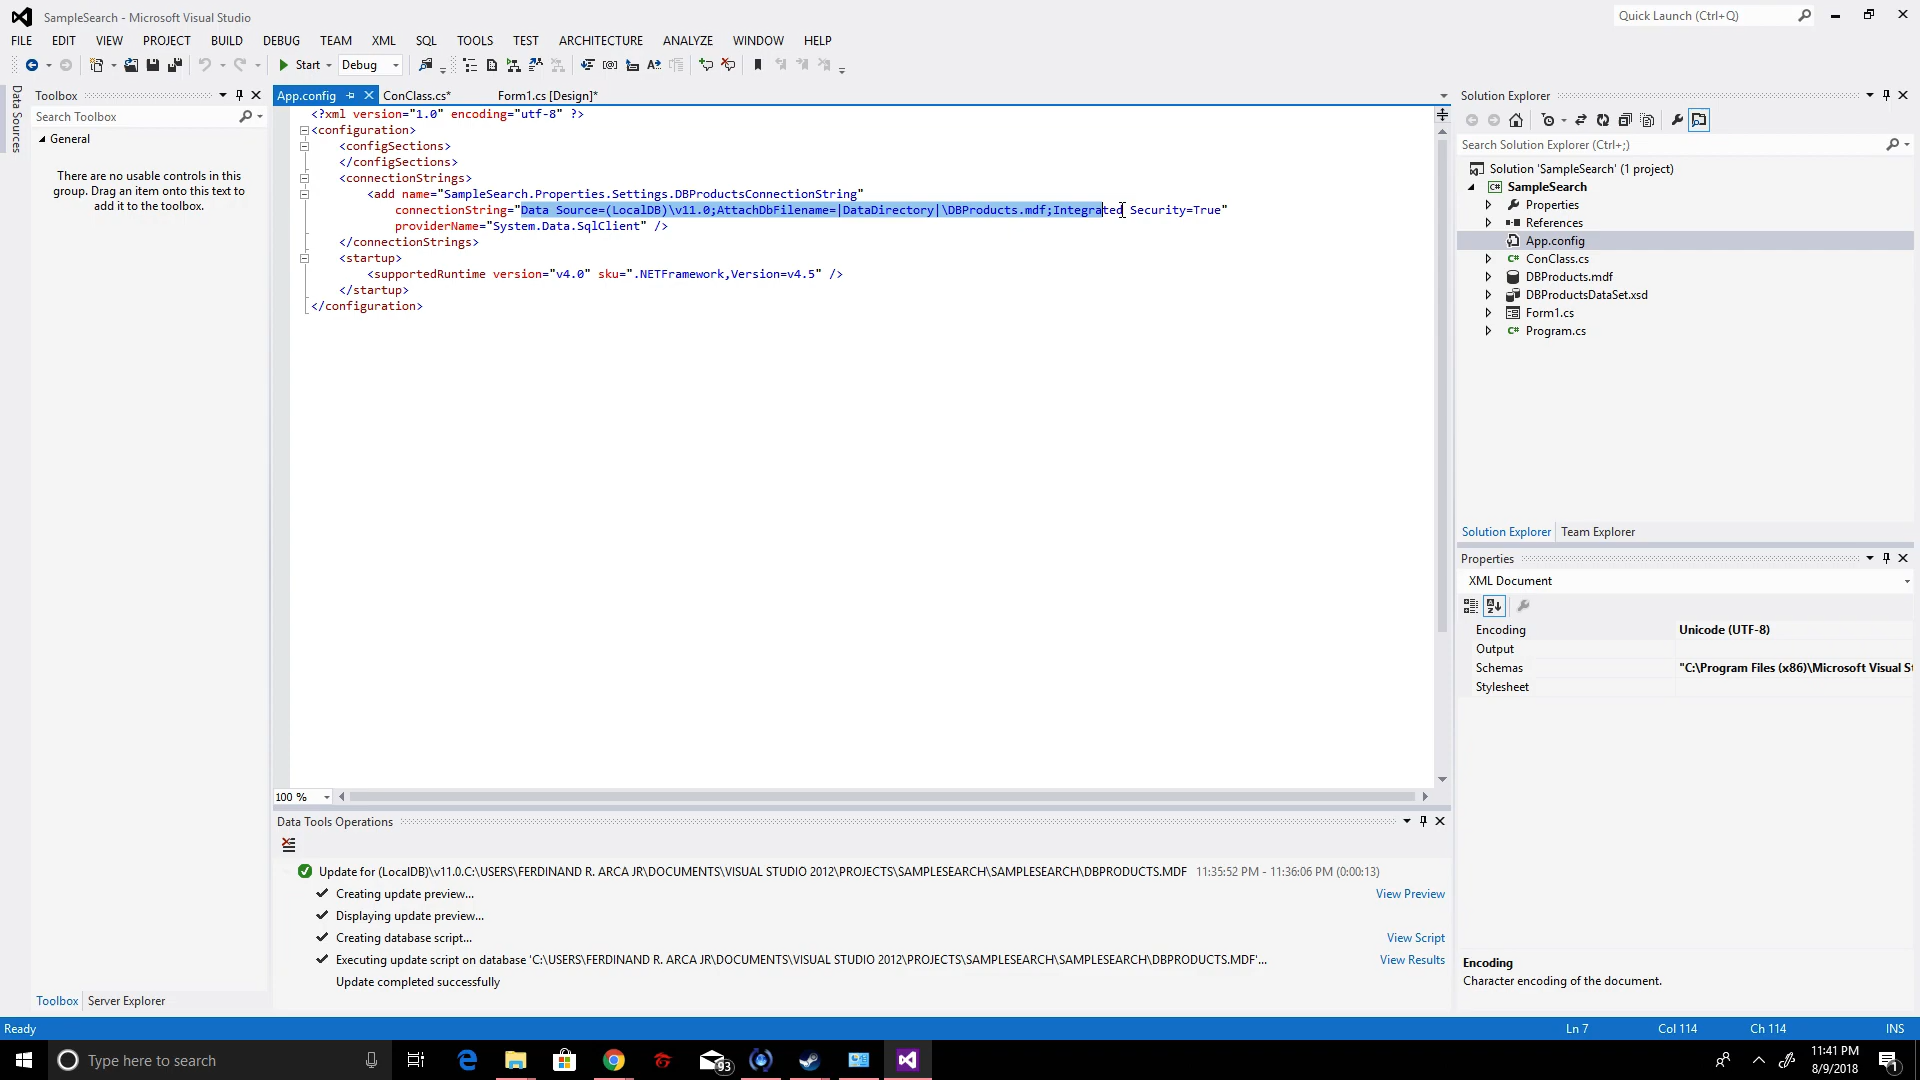 SampleSearch - Microsoft Visual Studio
Quick Launch (Ctrl+Q)
FILE EDIT VIEW PROJECT BUILD DEBUG TEAM XML SQL TOOLS TEST ARCHITECTURE ANALYZE WINDOW HELP
Start Debug
Data Sources
Toolbox
Search Toolbox
General
There are no usable controls in this
group. Drag an item onto this text to
add it to the toolbox.
Toolbox Server Explorer
App.config ConClass.cs* Form1.cs [Design]*
<?xml version="1.0" encoding="utf-8" ?>
<configuration>
<configSections>
</configSections>
<connectionStrings>
<add name="SampleSearch.Properties.Settings.DBProductsConnectionString"
connectionString="Data Source=(LocalDB)\v11.0;AttachDbFilename=|DataDirectory|\DBProducts.mdf;Integrated Security=True"
providerName="System.Data.SqlClient" />
</connectionStrings>
<startup>
<supportedRuntime version="v4.0" sku=".NETFramework,Version=v4.5" />
</startup>
</configuration>
100 %
Data Tools Operations
Update for (LocalDB)\v11.0.C:\USERS\FERDINAND R. ARCA JR\DOCUMENTS\VISUAL STUDIO 2012\PROJECTS\SAMPLESEARCH\SAMPLESEARCH\DBPRODUCTS.MDF 11:35:52 PM - 11:36:06 PM (0:00:13)
Creating update preview... View Preview
Displaying update preview...
Creating database script... View Script
Executing update script on database 'C:\USERS\FERDINAND R. ARCA JR\DOCUMENTS\VISUAL STUDIO 2012\PROJECTS\SAMPLESEARCH\SAMPLESEARCH\DBPRODUCTS.MDF'... View Results
Update completed successfully
Solution Explorer
Search Solution Explorer (Ctrl+;)
Solution 'SampleSearch' (1 project)
C# SampleSearch
Properties
References
App.config
C# ConClass.cs
DBProducts.mdf
DBProductsDataSet.xsd
Form1.cs
C# Program.cs
Solution Explorer Team Explorer
Properties
XML Document
Encoding Unicode (UTF-8)
Output
Schemas "C:\Program Files (x86)\Microsoft Visual S
Stylesheet
Encoding
Character encoding of the document.
Ready Ln 7 Col 114 Ch 114 INS
Type here to search
93
11:41 PM
8/9/2018
1